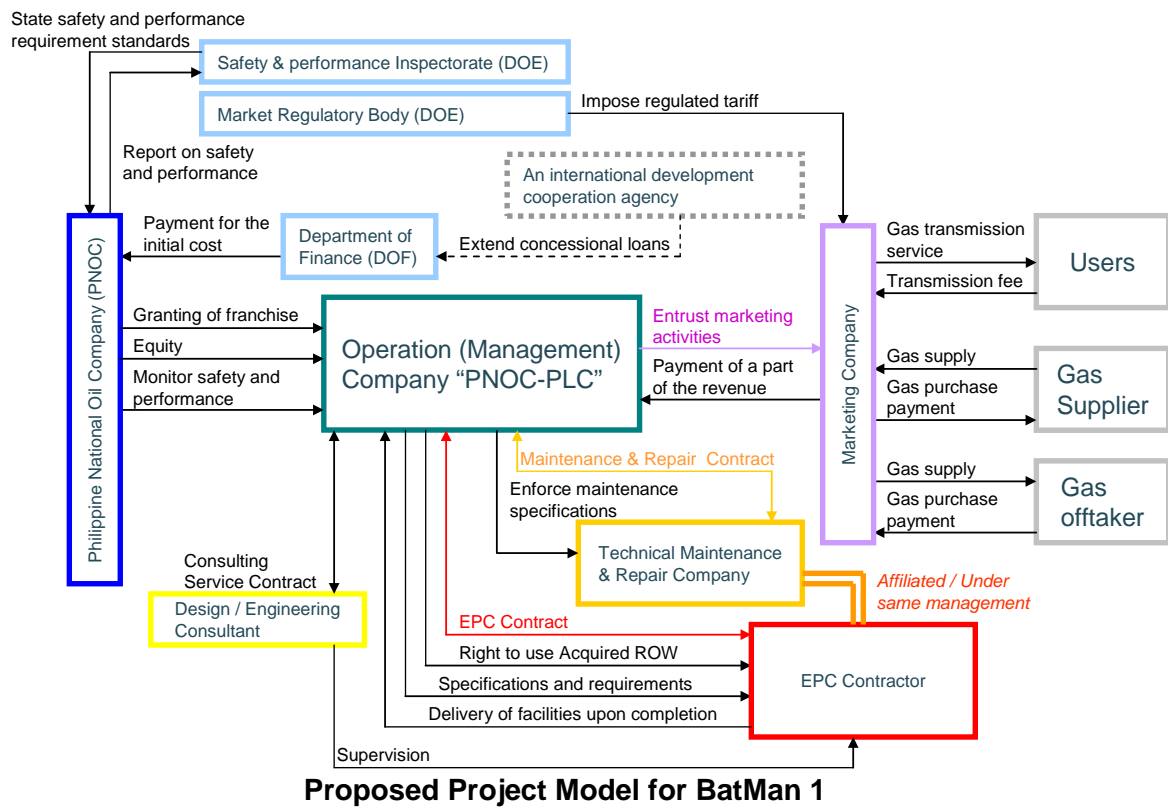 State safety and performance
requirement standards
Safety & performance Inspectorate (DOE)
Market Regulatory Body (DOE)
Impose regulated tariff
Report on safety
and performance
An international development
cooperation agency
Payment for the
initial cost
Department of
Finance (DOF)
Extend concessional loans
Gas transmission
service
Transmission fee
Users
Philippine National Oil Company (PNOC)
Granting of franchise
Equity
Monitor safety and
performance
Operation (Management)
Company “PNOC-PLC”
Entrust marketing
activities
Payment of a part
of the revenue
Marketing Company
Gas supply
Gas purchase
payment
Gas
Supplier
Gas supply
Gas purchase
payment
Gas
offtaker
Maintenance & Repair Contract
Enforce maintenance
specifications
Technical Maintenance
& Repair Company
Affiliated / Under
same management
Consulting
Service Contract
Design / Engineering
Consultant
EPC Contract
Right to use Acquired ROW
Specifications and requirements
Delivery of facilities upon completion
EPC Contractor
Supervision
Proposed Project Model for BatMan 1